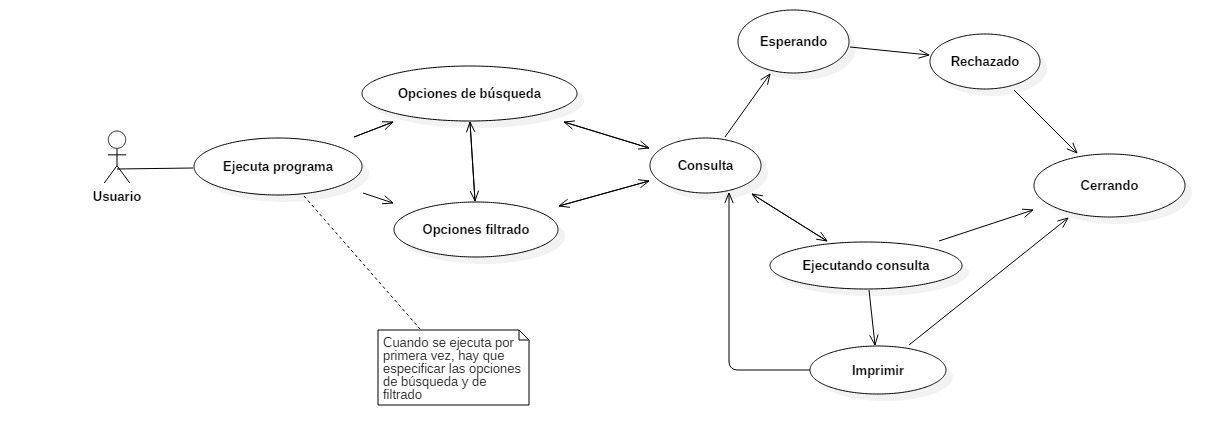 Esperando
Rechazado
Opciones de búsqueda
Ejecuta programa
Consulta
Cerrando
Usuario
Opciones filtrado
Ejecutando consulta
Cuando se ejecuta por
primera vez, hay que
especificar las opciones
de búsqueda y de
filtrado
Imprimir